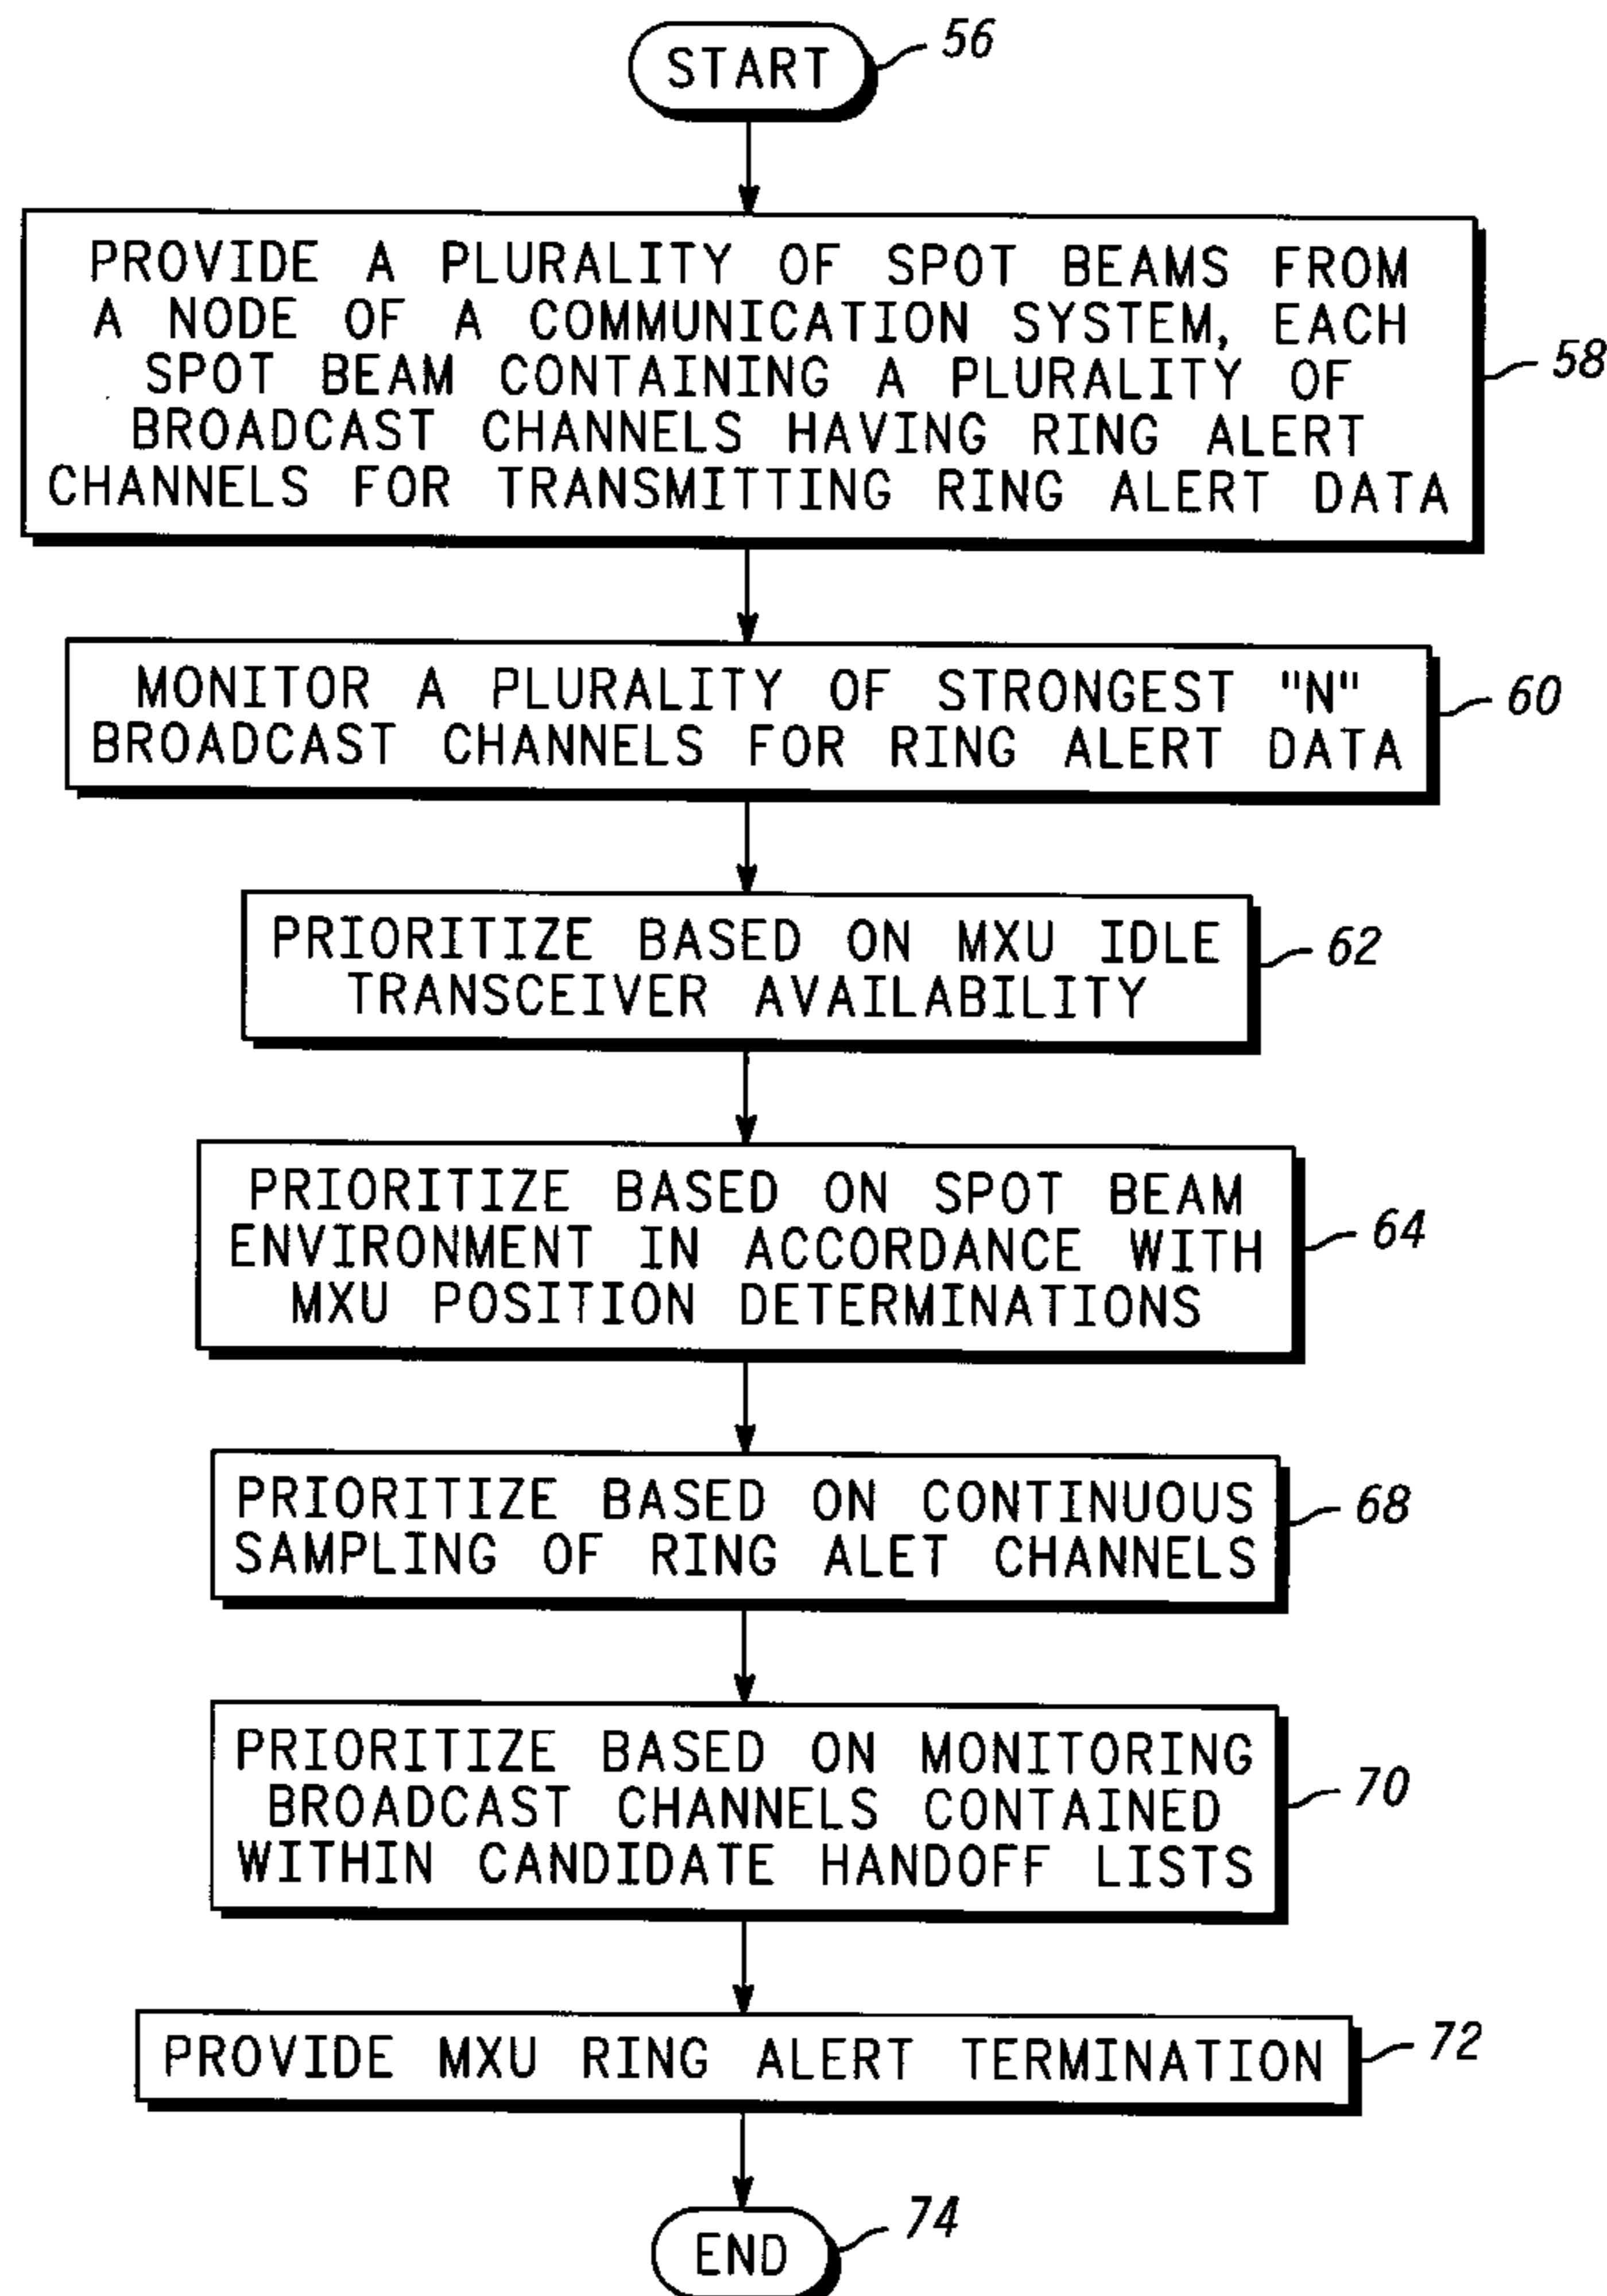 START
56
PROVIDE A PLURALITY OF SPOT BEAMS FROM
A NODE OF A COMMUNICATION SYSTEM, EACH
SPOT BEAM CONTAINING A PLURALITY OF
BROADCAST CHANNELS HAVING RING ALERT
CHANNELS FOR TRANSMITTING RING ALERT DATA
58
MONITOR A PLURALITY OF STRONGEST "N"
BROADCAST CHANNELS FOR RING ALERT DATA
60
PRIORITIZE BASED ON MXU IDLE
TRANSCEIVER AVAILABILITY
62
PRIORITIZE BASED ON SPOT BEAM
ENVIRONMENT IN ACCORDANCE WITH
MXU POSITION DETERMINATIONS
64
PRIORITIZE BASED ON CONTINUOUS
SAMPLING OF RING ALET CHANNELS
68
PRIORITIZE BASED ON MONITORING
BROADCAST CHANNELS CONTAINED
WITHIN CANDIDATE HANDOFF LISTS
70
PROVIDE MXU RING ALERT TERMINATION
72
END
74